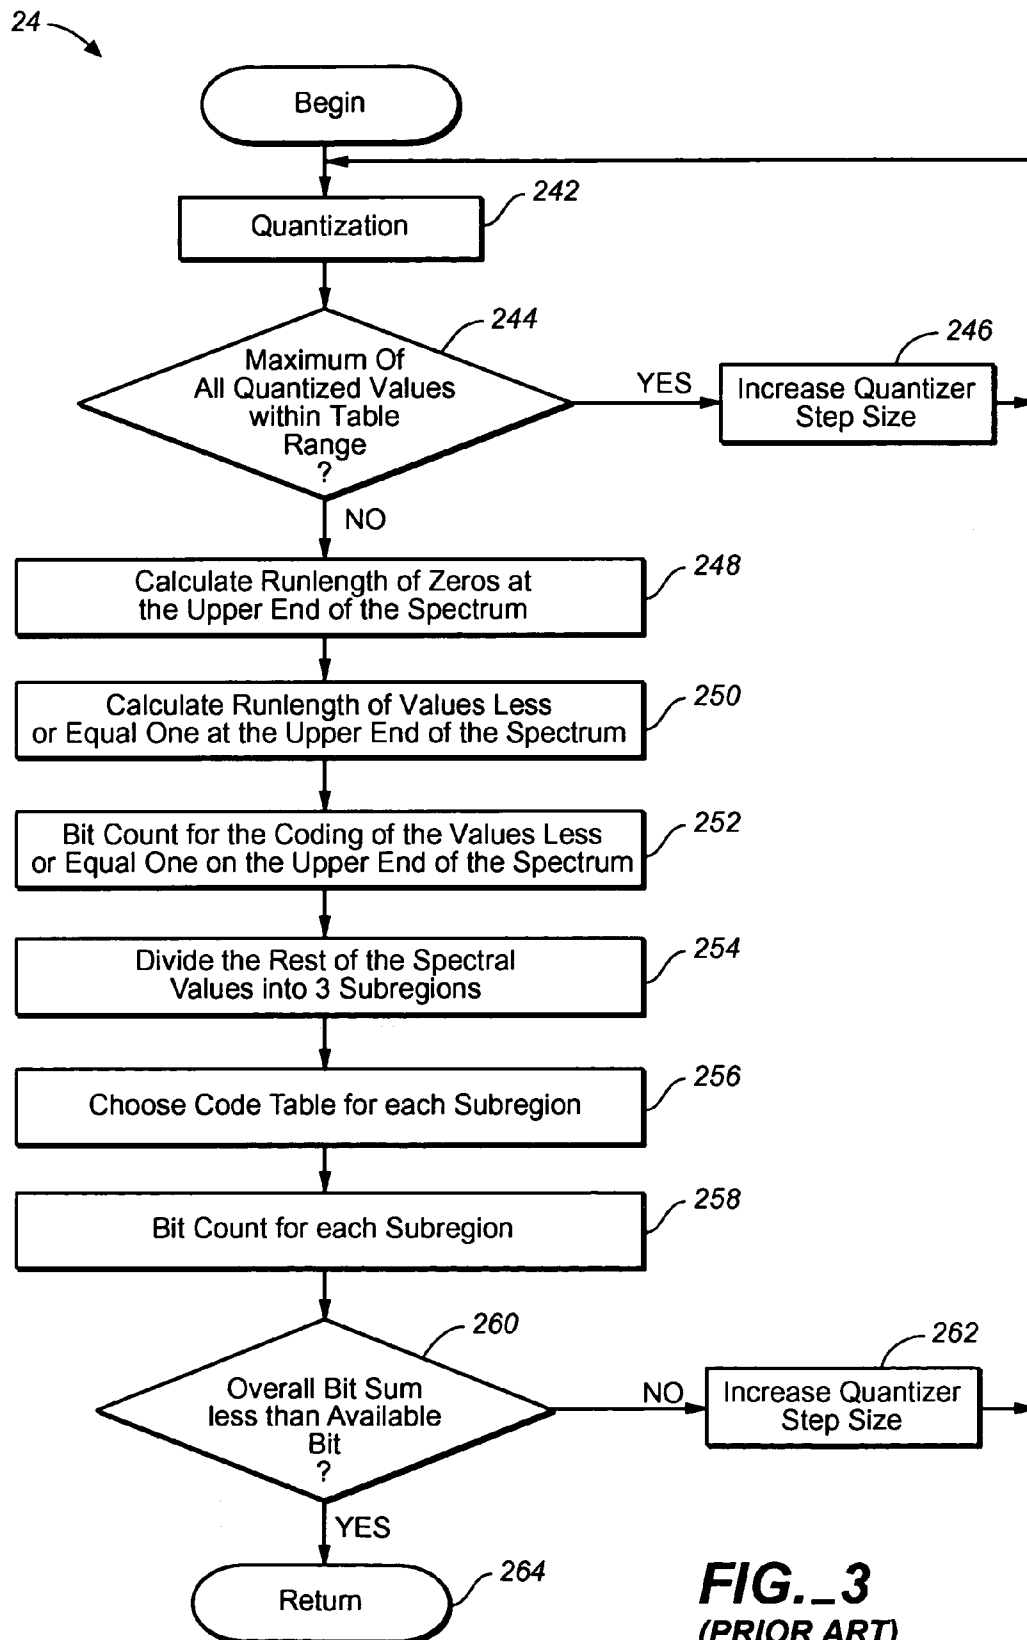 24
Begin
242
Quantization
244
Maximum Of
All Quantized Values
within Table
Range
?
YES
246
Increase Quantizer
Step Size
NO
248
Calculate Runlength of Zeros at
the Upper End of the Spectrum
250
Calculate Runlength of Values Less
or Equal One at the Upper End of the Spectrum
252
Bit Count for the Coding of the Values Less
or Equal One on the Upper End of the Spectrum
254
Divide the Rest of the Spectral
Values into 3 Subregions
256
Choose Code Table for each Subregion
258
Bit Count for each Subregion
260
Overall Bit Sum
less than Available
Bit
?
NO
262
Increase Quantizer
Step Size
YES
264
Return
FIG._3
(PRIOR ART)